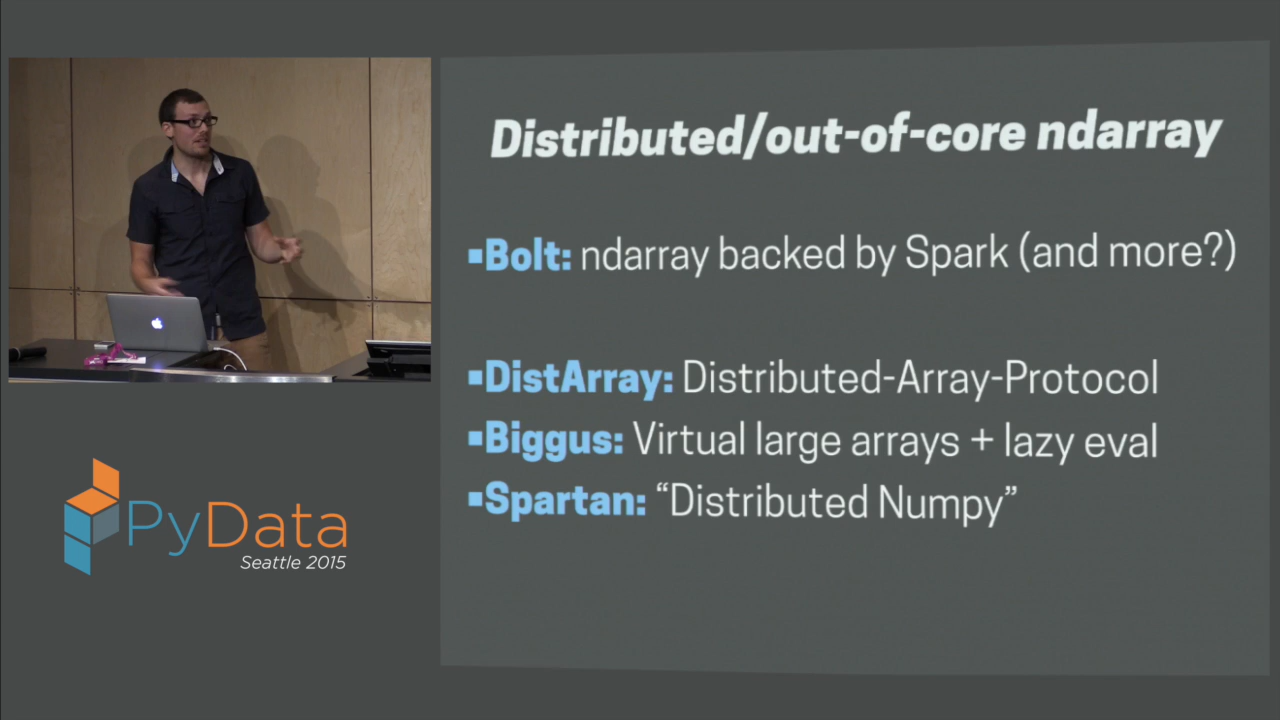 Distributed/out-of-core ndarray
▪Bolt: ndarray backed by Spark (and more?)
▪DistArray: Distributed-Array-Protocol
▪Biggus: Virtual large arrays + lazy eval
▪Spartan: “Distributed Numpy”
PyData
Seattle 2015